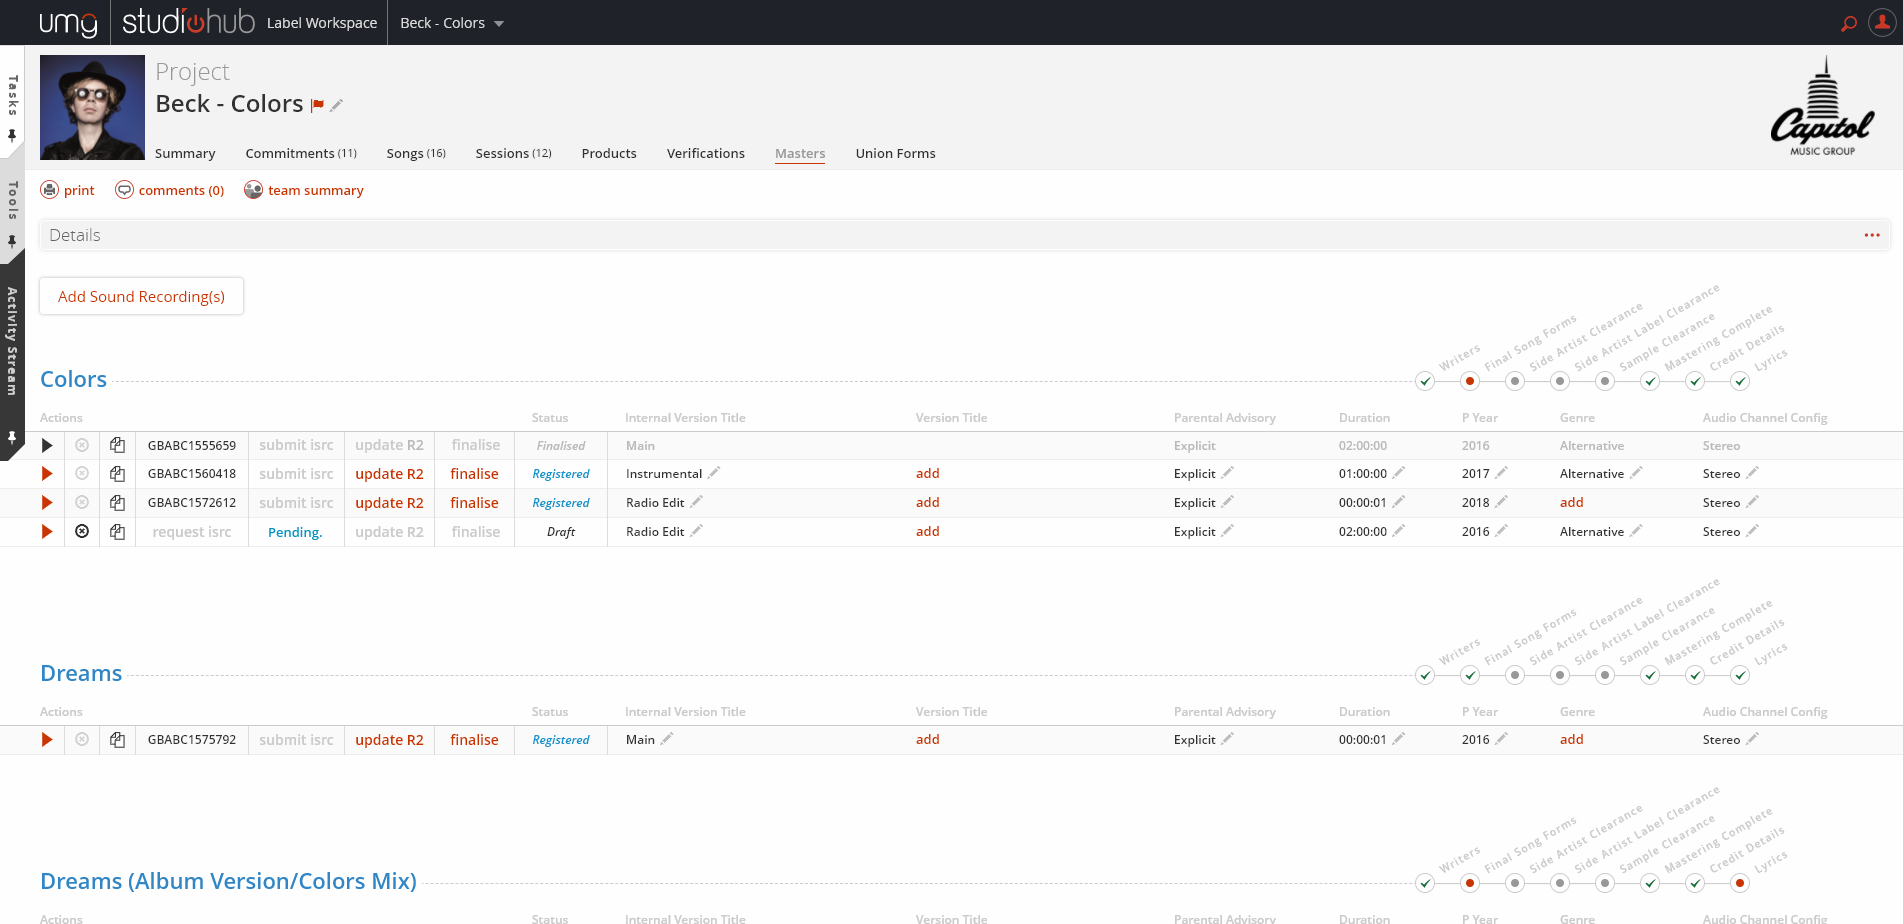 umg studiohub Label Workspace Beck - Colors
Tasks
Tools
Activity Stream
Project
Beck - Colors
Capitol
MUSIC GROUP
Summary Commitments (11) Songs (16) Sessions (12) Products Verifications Masters Union Forms
print comments (0) team summary
Details ...
Add Sound Recording(s)
Colors
Writers Final Song Forms Side Artist Clearance Side Artist Label Clearance Sample Clearance Mastering Complete Credit Details Lyrics
Actions Status Internal Version Title Version Title Parental Advisory Duration P Year Genre Audio Channel Config
GBABC1555659 submit isrc update R2 finalise Finalised Main Explicit 02:00:00 2016 Alternative Stereo
GBABC1560418 submit isrc update R2 finalise Registered Instrumental add Explicit 01:00:00 2017 Alternative Stereo
GBABC1572612 submit isrc update R2 finalise Registered Radio Edit add Explicit 00:00:01 2018 add Stereo
request isrc Pending. update R2 finalise Draft Radio Edit add Explicit 02:00:00 2016 Alternative Stereo
Dreams
Writers Final Song Forms Side Artist Clearance Side Artist Label Clearance Sample Clearance Mastering Complete Credit Details Lyrics
Actions Status Internal Version Title Version Title Parental Advisory Duration P Year Genre Audio Channel Config
GBABC1575792 submit isrc update R2 finalise Registered Main add Explicit 00:00:01 2016 add Stereo
Dreams (Album Version/Colors Mix)
Writers Final Song Forms Side Artist Clearance Side Artist Label Clearance Sample Clearance Mastering Complete Credit Details Lyrics
Actions Status Internal Version Title Version Title Parental Advisory Duration P Year Genre Audio Channel Config